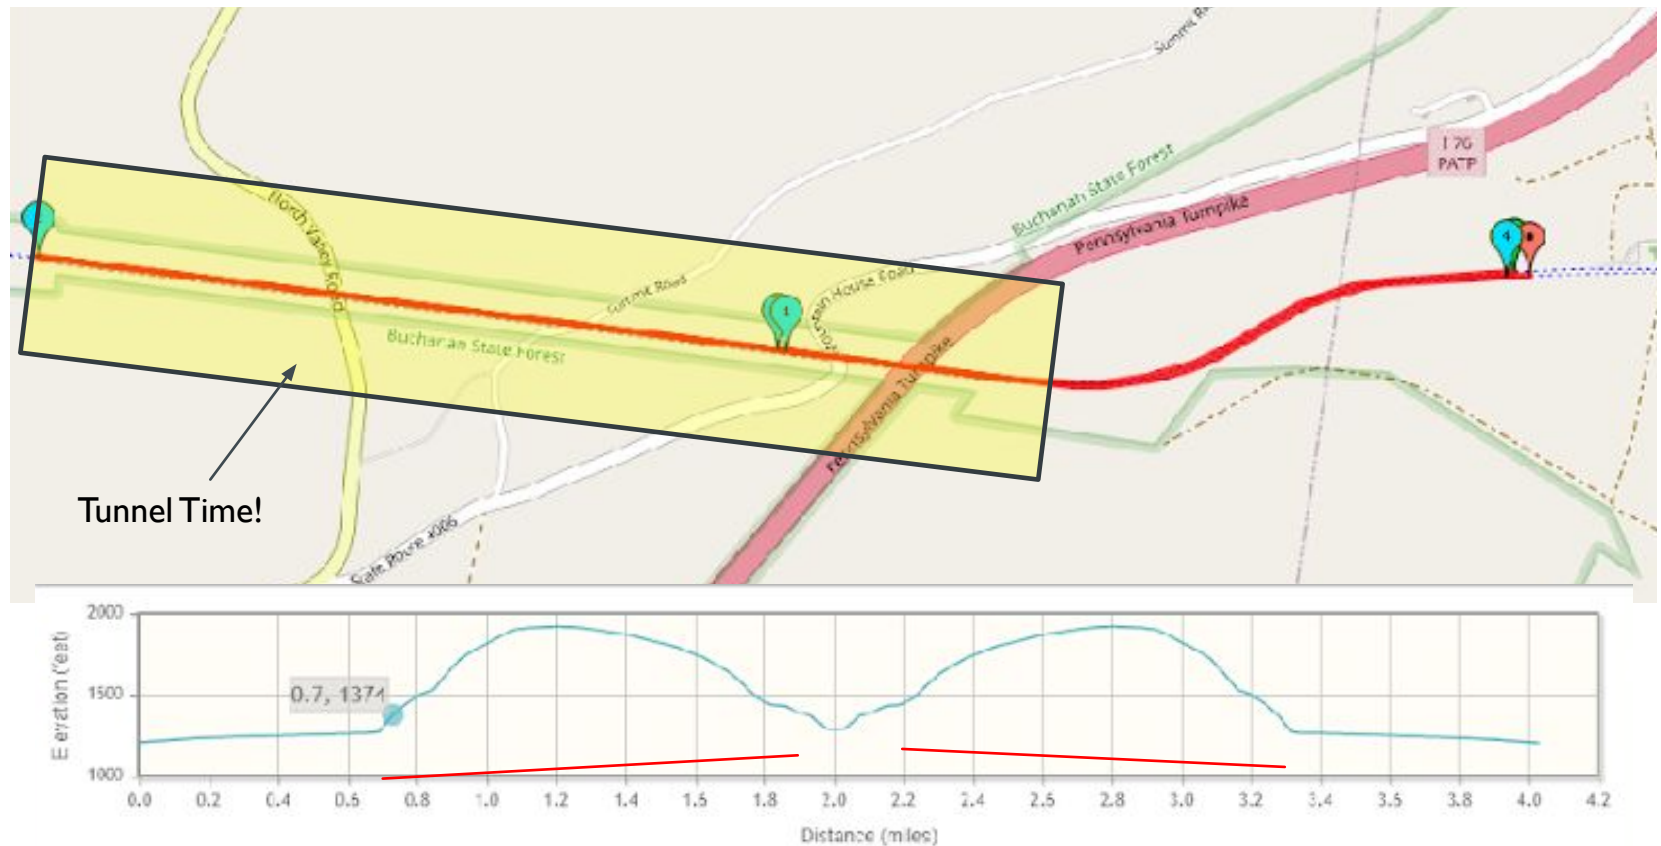 Summit R
I 76
PATP
Buchanan State Forest
Pennsylvania Turnpike
North Valley Road
4
1
Summit Road
Mountain House Road
Buchanan State Forest
Pennsylvania Turnpike
Tunnel Time!
State Route 4006
2000
1500
1000
Elevation (feet)
0.7, 1374
0.0 0.2 0.4 0.6 0.8 1.0 1.2 1.4 1.6 1.8 2.0 2.2 2.4 2.6 2.8 3.0 3.2 3.4 3.6 3.8 4.0 4.2
Distance (miles)